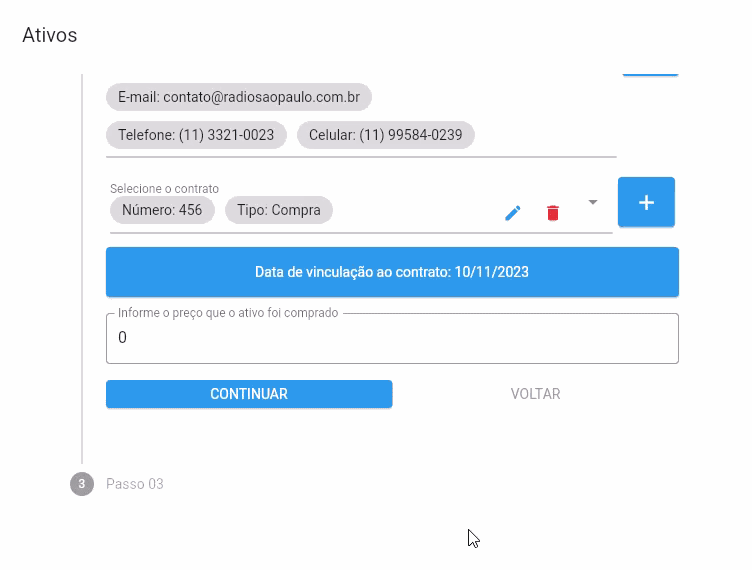 Ativos
E-mail: contato@radiosaopaulo.com.br
Telefone: (11) 3321-0023 Celular: (11) 99584-0239
Selecione o contrato
Número: 456 Tipo: Compra
+
Data de vinculação ao contrato: 10/11/2023
Informe o preço que o ativo foi comprado
0
CONTINUAR VOLTAR
3 Passo 03